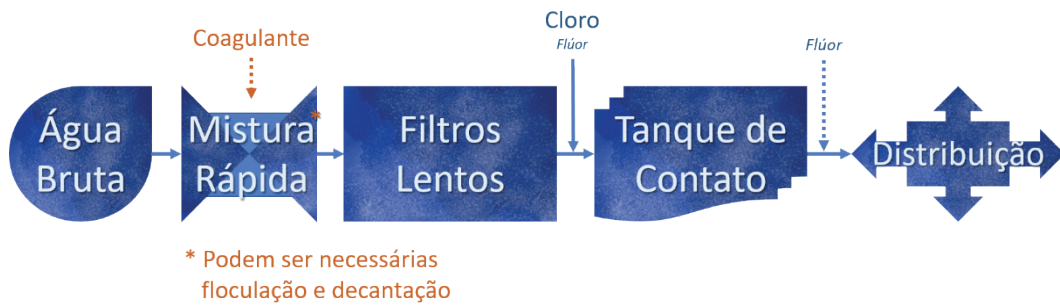 Coagulante
Cloro
Flúor
Flúor
Água
Bruta
Mistura*
Rápida
Filtros
Lentos
Tanque de
Contato
Distribuição
* Podem ser necessárias
floculação e decantação